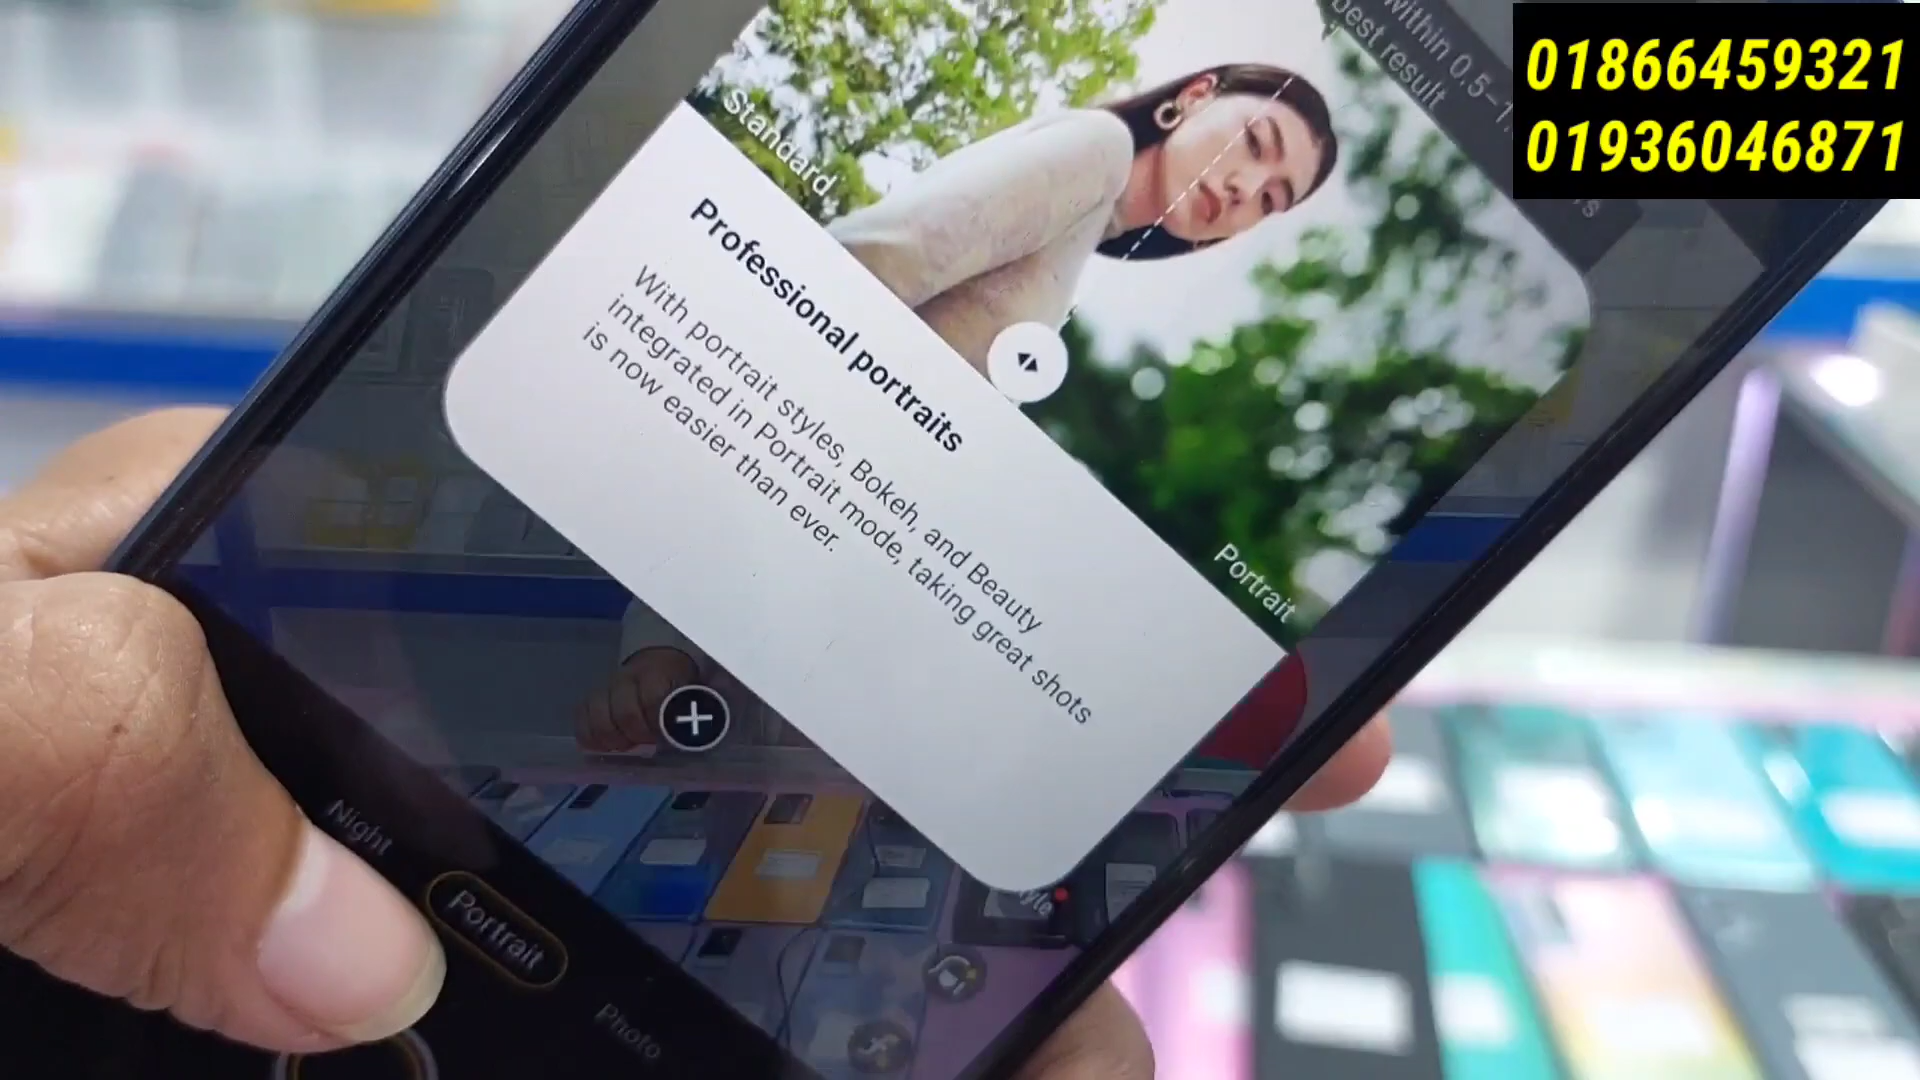 01866459321
01936046871
within 0.5-1
best result
Standard
Portrait
Professional portraits
With portrait styles, Bokeh, and Beauty
integrated in Portrait mode, taking great shots
is now easier than ever.
Night
Portrait
Photo